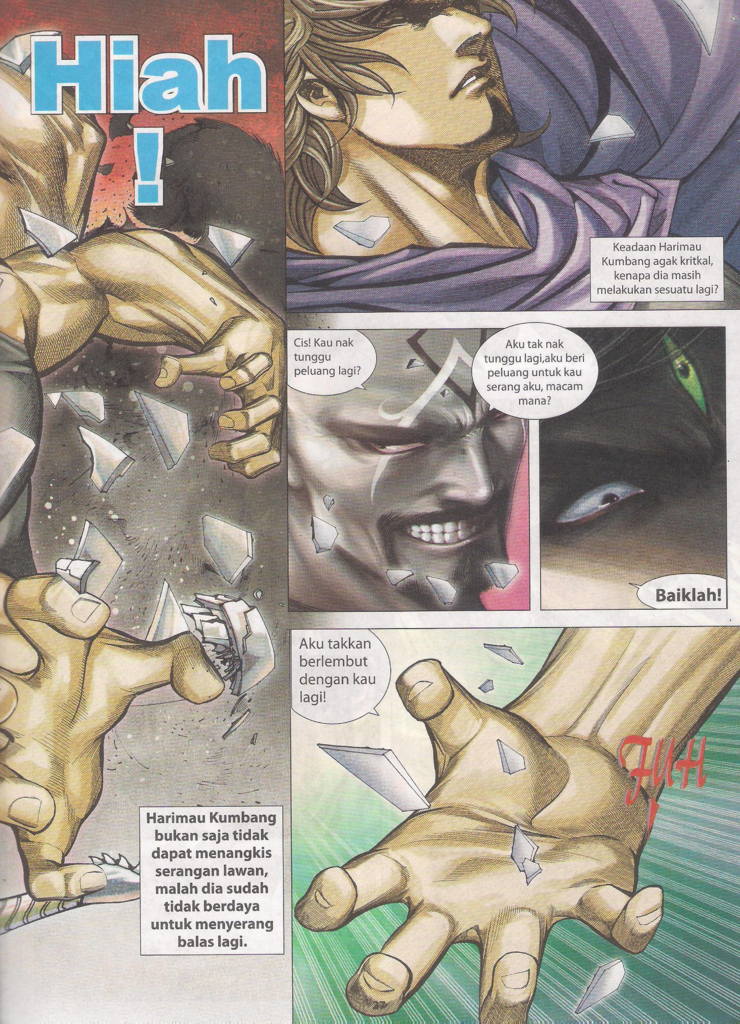 Hiah
!
Keadaan Harimau
Kumbang agak kritkal,
kenapa dia masih
melakukan sesuatu lagi?
Cis! Kau nak
tunggu
peluang lagi?
Aku tak nak
tunggu lagi,aku beri
peluang untuk kau
serang aku, macam
mana?
Baiklah!
Aku takkan
berlembut
dengan kau
lagi!
FUH
!
Harimau Kumbang
bukan saja tidak
dapat menangkis
serangan lawan,
malah dia sudah
tidak berdaya
untuk menyerang
balas lagi.